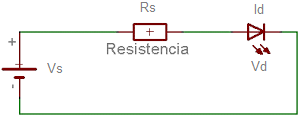 Rs
Id
+
+
Resistencia
Vs
Vd
-